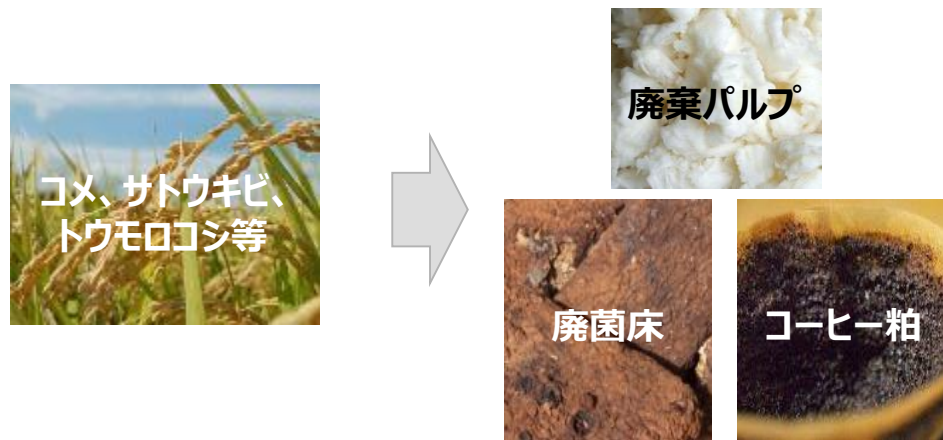 コメ、サトウキビ、
トウモロコシ等
廃棄パルプ
廃菌床
コーヒー粕